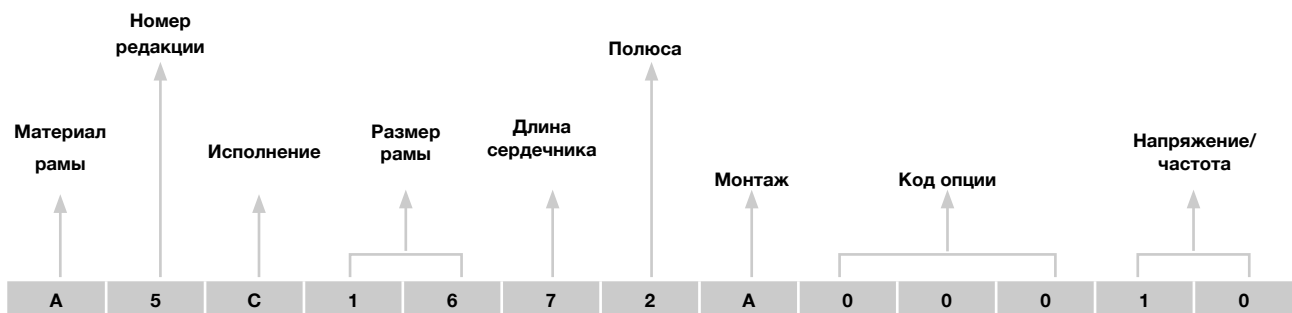 Номер
редакции
Полюса
Материал
рамы
Исполнение
Размер
рамы
Длина
сердечника
Монтаж
Код опции
Напряжение/
частота
A 5 C 1 6 7 2 A 0 0 0 1 0